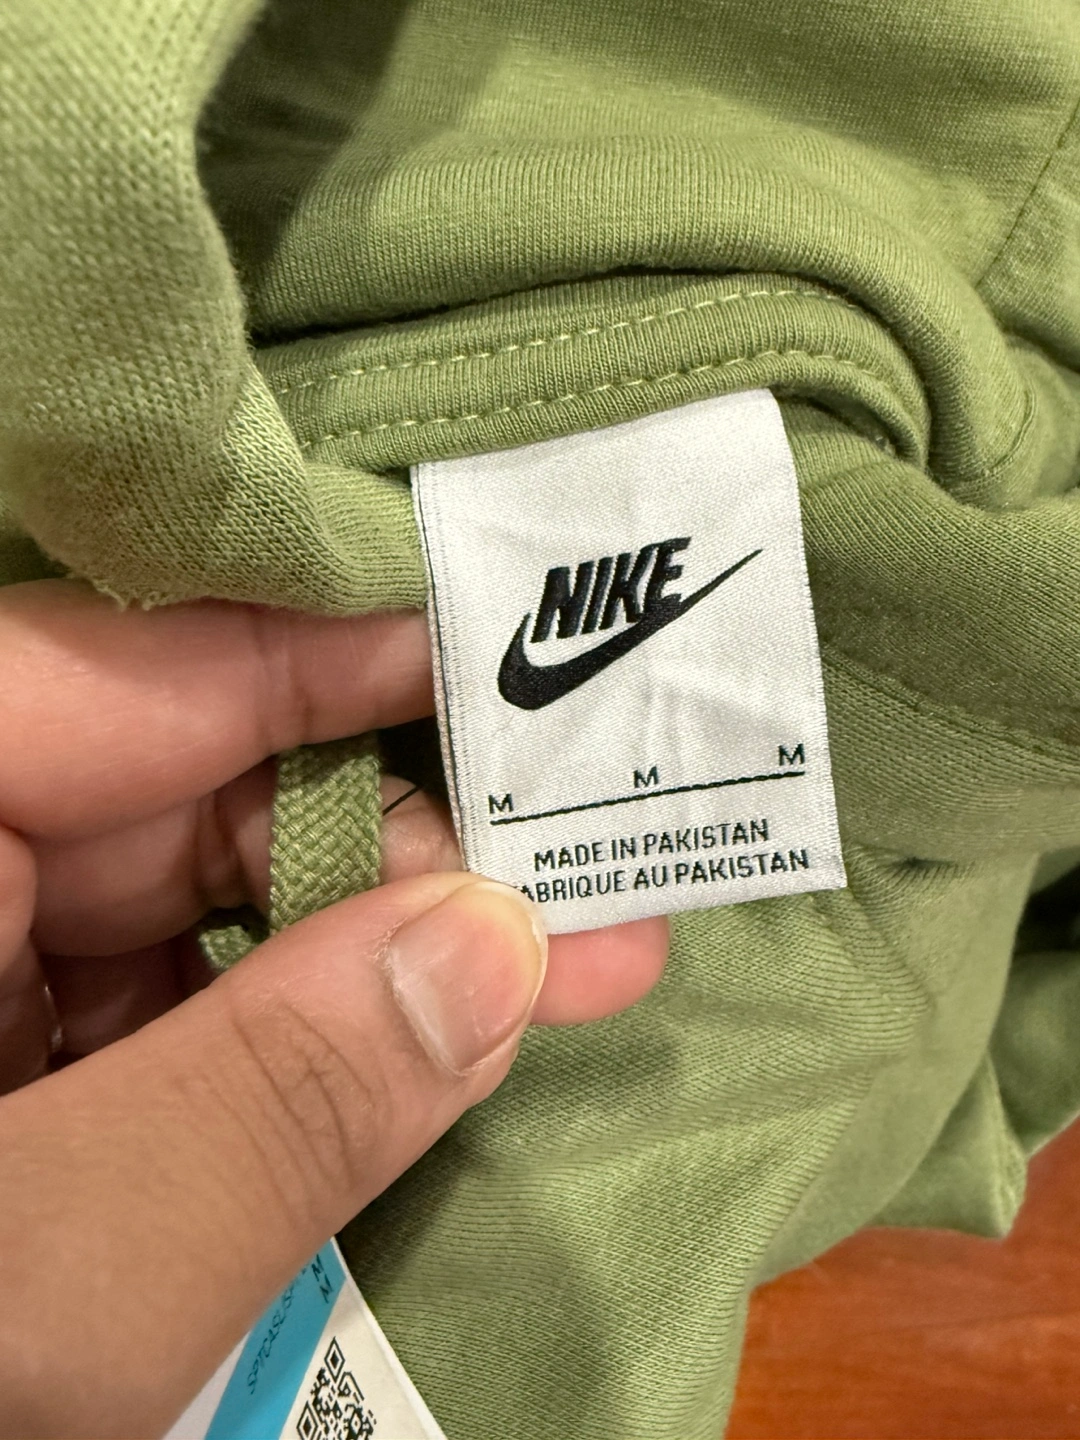 NIKE
M M M
MADE IN PAKISTAN
ABRIQUE AU PAKISTAN
M
M